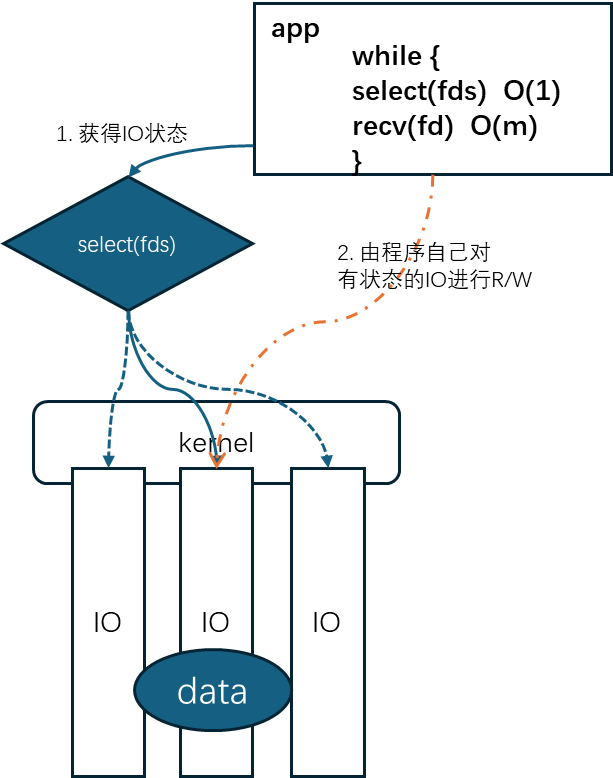 app
while {
select(fds) O(1)
recv(fd) O(m)
}
1. 获得IO状态
select(fds)
2. 由程序自己对
有状态的IO进行R/W
kernel
IO
IO
IO
data